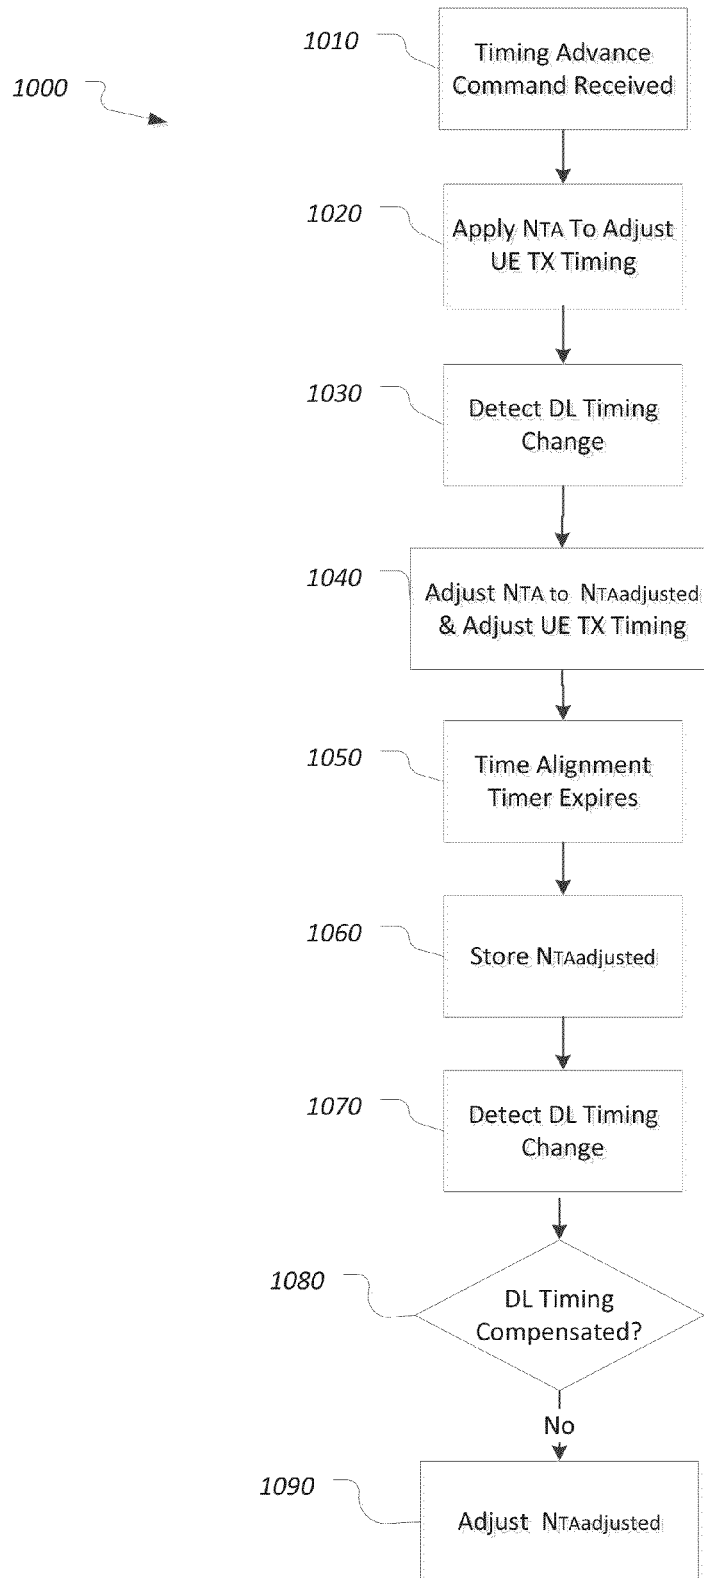 1000
1010
Timing Advance
Command Received
1020
Apply NTA To Adjust
UE TX Timing
1030
Detect DL Timing
Change
1040
Adjust NTA to NTAadjusted
& Adjust UE TX Timing
1050
Time Alignment
Timer Expires
1060
Store NTAadjusted
1070
Detect DL Timing
Change
1080
DL Timing
Compensated?
No
1090
Adjust NTAadjusted